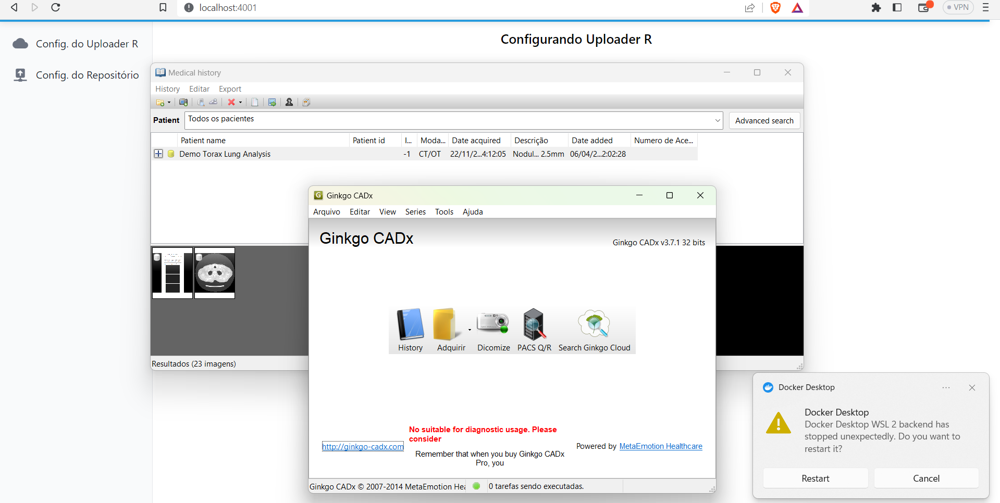 localhost:4001
VPN
Config. do Uploader R
Config. do Repositório
Configurando Uploader R
Medical history
History Editar Export
Patient Todos os pacientes Advanced search
Patient name Patient id I... Moda... Date acquired Descrição Date added Numero de Ace...
Demo Torax Lung Analysis -1 CT/OT 22/11/2...4:12:05 Nodul... 2.5mm 06/04/2...2:02:28
Resultados (23 imagens)
G Ginkgo CADx
Arquivo Editar View Series Tools Ajuda
Ginkgo CADx
Ginkgo CADx v3.7.1 32 bits
History Adquirir Dicomize PACS Q/R Search Ginkgo Cloud
No suitable for diagnostic usage. Please
consider
http://ginkgo-cadx.com
Powered by MetaEmotion Healthcare
Remember that when you buy Ginkgo CADx
Pro, you
Ginkgo CADx © 2007-2014 MetaEmotion Hea
0 tarefas sendo executadas.
Docker Desktop
Docker Desktop
Docker Desktop WSL 2 backend has
stopped unexpectedly. Do you want to
restart it?
Restart Cancel